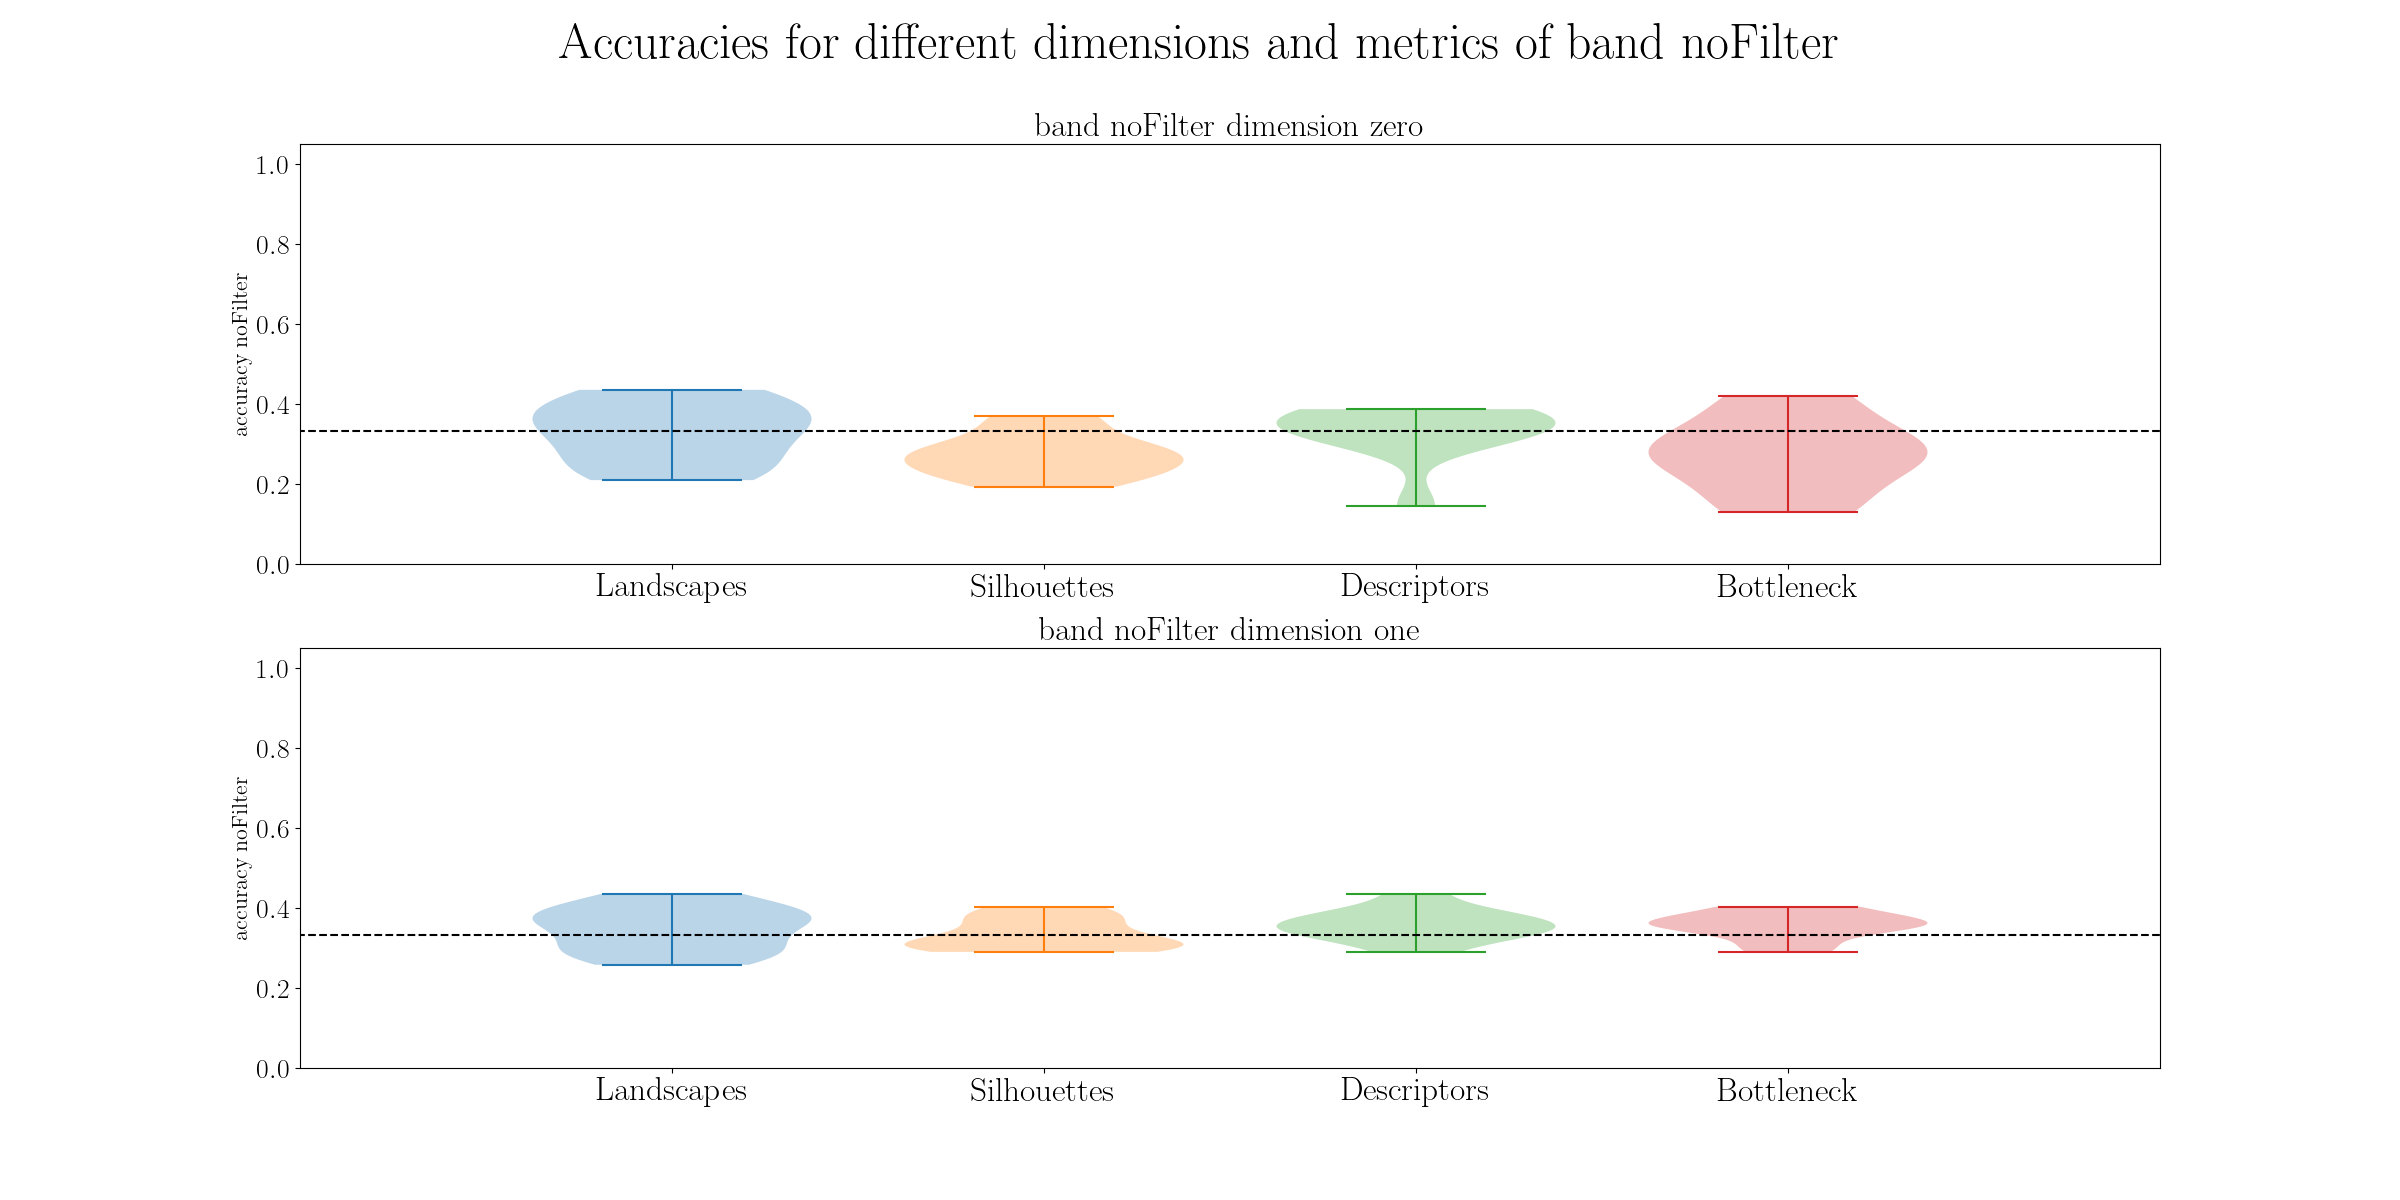 Accuracies for different dimensions and metrics of band noFilter
band noFilter dimension zero
accuracy noFilter
1.0
0.8
0.6
0.4
0.2
0.0
Landscapes
Silhouettes
Descriptors
Bottleneck
band noFilter dimension one
accuracy noFilter
1.0
0.8
0.6
0.4
0.2
0.0
Landscapes
Silhouettes
Descriptors
Bottleneck